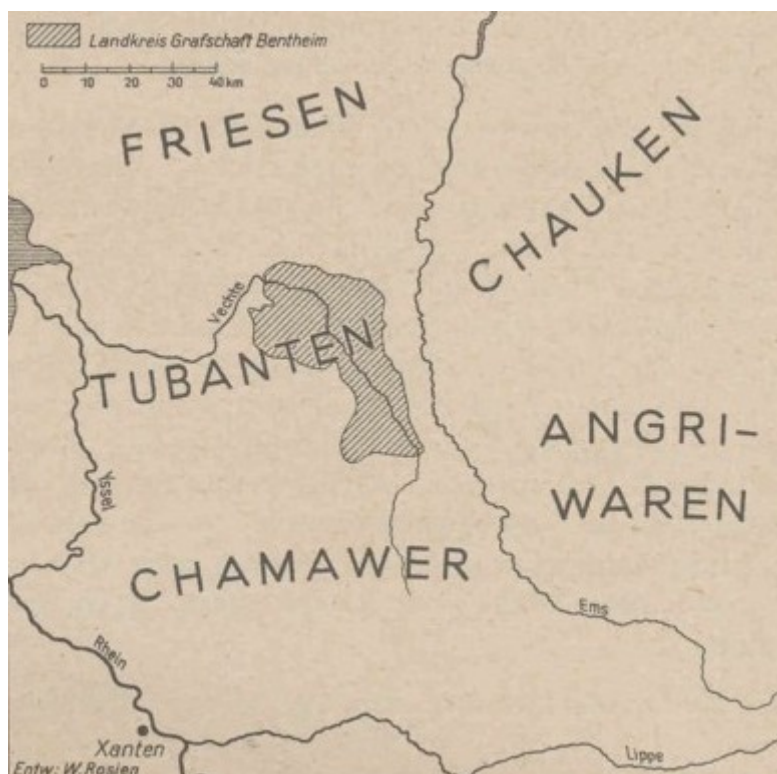 Landkreis Grafschaft Bentheim
0 10 20 30 40 km
FRIESEN
CHAUKEN
Vechte
TUBANTEN
ANGRI-
WAREN
Yssel
CHAMAWER
Ems
Rhein
Xanten
Lippe
Entw: W. Rosien